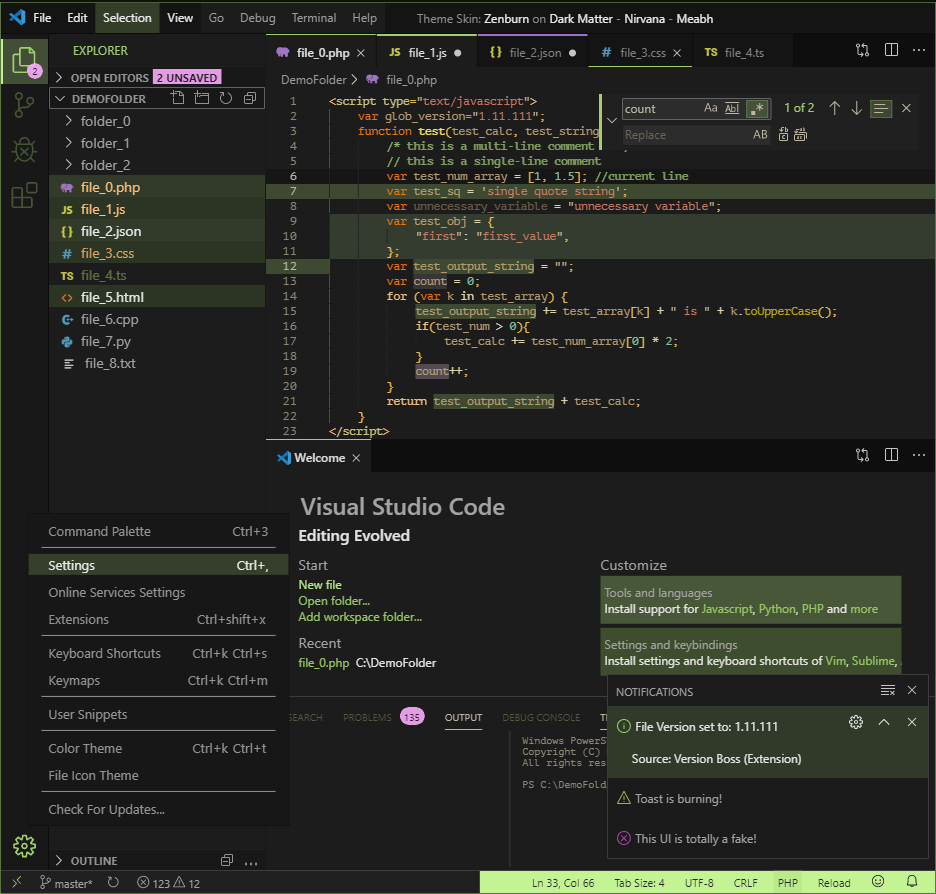 File Edit Selection View Go Debug Terminal Help Theme Skin: Zenburn on Dark Matter - Nirvana - Meabh
EXPLORER
2
OPEN EDITORS 2 UNSAVED
DEMOFOLDER
folder_0
folder_1
folder_2
file_0.php
JS file_1.js
{ } file_2.json
# file_3.css
TS file_4.ts
<> file_5.html
file_6.cpp
file_7.py
file_8.txt
file_0.php × JS file_1.js ● { } file_2.json ● # file_3.css × TS file_4.ts
DemoFolder > file_0.php
count Aa Abl .* 1 of 2
Replace AB
1 <script type="text/javascript">
2 var glob_version="1.11.111";
3 function test(test_calc, test_string
4 /* this is a multi-line comment
5 // this is a single-line comment
6 var test_num_array = [1, 1.5]; //current line
7 var test_sq = 'single quote string';
8 var unnecessary_variable = "unnecessary variable";
9 var test_obj = {
10 "first": "first_value",
11 };
12 var test_output_string = "";
13 var count = 0;
14 for (var k in test_array) {
15 test_output_string += test_array[k] + " is " + k.toUpperCase();
16 if(test_num > 0){
17 test_calc += test_num_array[0] * 2;
18 }
19 count++;
20 }
21 return test_output_string + test_calc;
22 }
23 </script>
Welcome ×
Visual Studio Code
Editing Evolved
Start
New file
Open folder...
Add workspace folder...
Recent
file_0.php C:\DemoFolder
Customize
Tools and languages
Install support for Javascript, Python, PHP and more
Settings and keybindings
Install settings and keyboard shortcuts of Vim, Sublime,
Command Palette Ctrl+3
Settings Ctrl+,
Online Services Settings
Extensions Ctrl+shift+x
Keyboard Shortcuts Ctrl+k Ctrl+s
Keymaps Ctrl+k Ctrl+m
User Snippets
Color Theme Ctrl+k Ctrl+t
File Icon Theme
Check For Updates...
EARCH PROBLEMS 135 OUTPUT DEBUG CONSOLE T
Windows PowerS
Copyright (C)
All rights res
PS C:\DemoFold
NOTIFICATIONS
File Version set to: 1.11.111
Source: Version Boss (Extension)
Toast is burning!
This UI is totally a fake!
OUTLINE
master* 123 12 Ln 33, Col 66 Tab Size: 4 UTF-8 CRLF PHP Reload